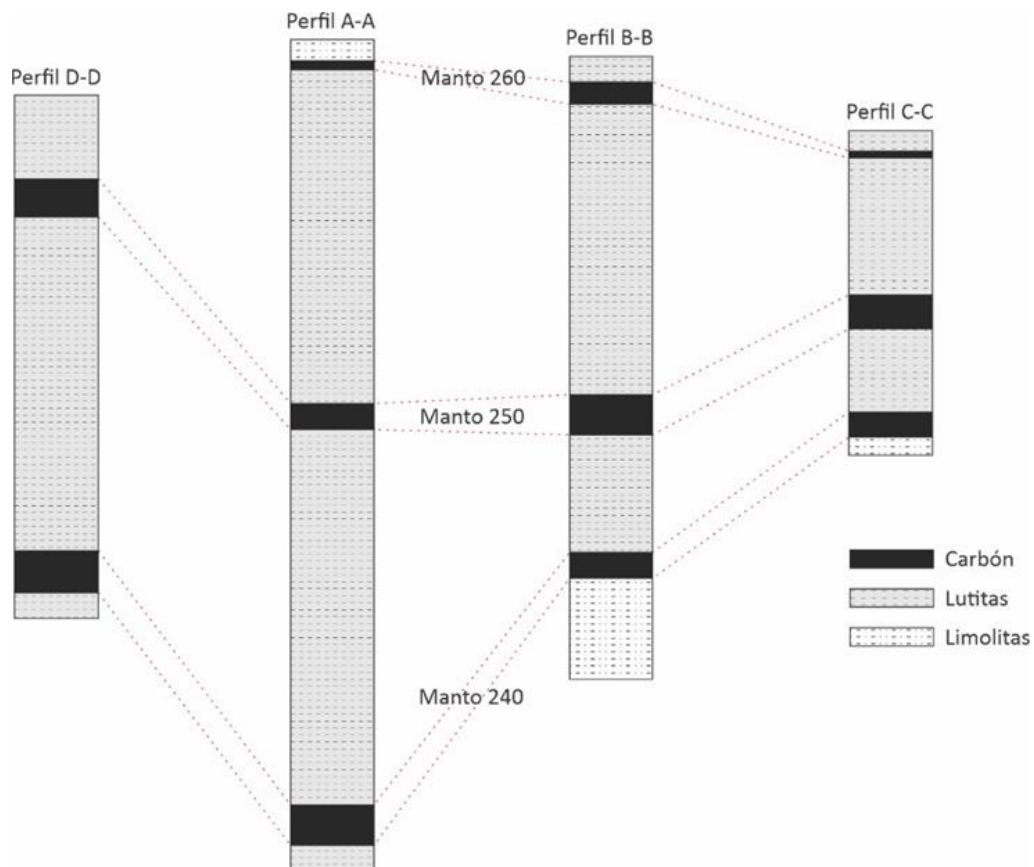 Perfil D-D
Perfil A-A
Perfil B-B
Perfil C-C
Manto 260
Manto 250
Manto 240
Carbón
Lutitas
Limolitas